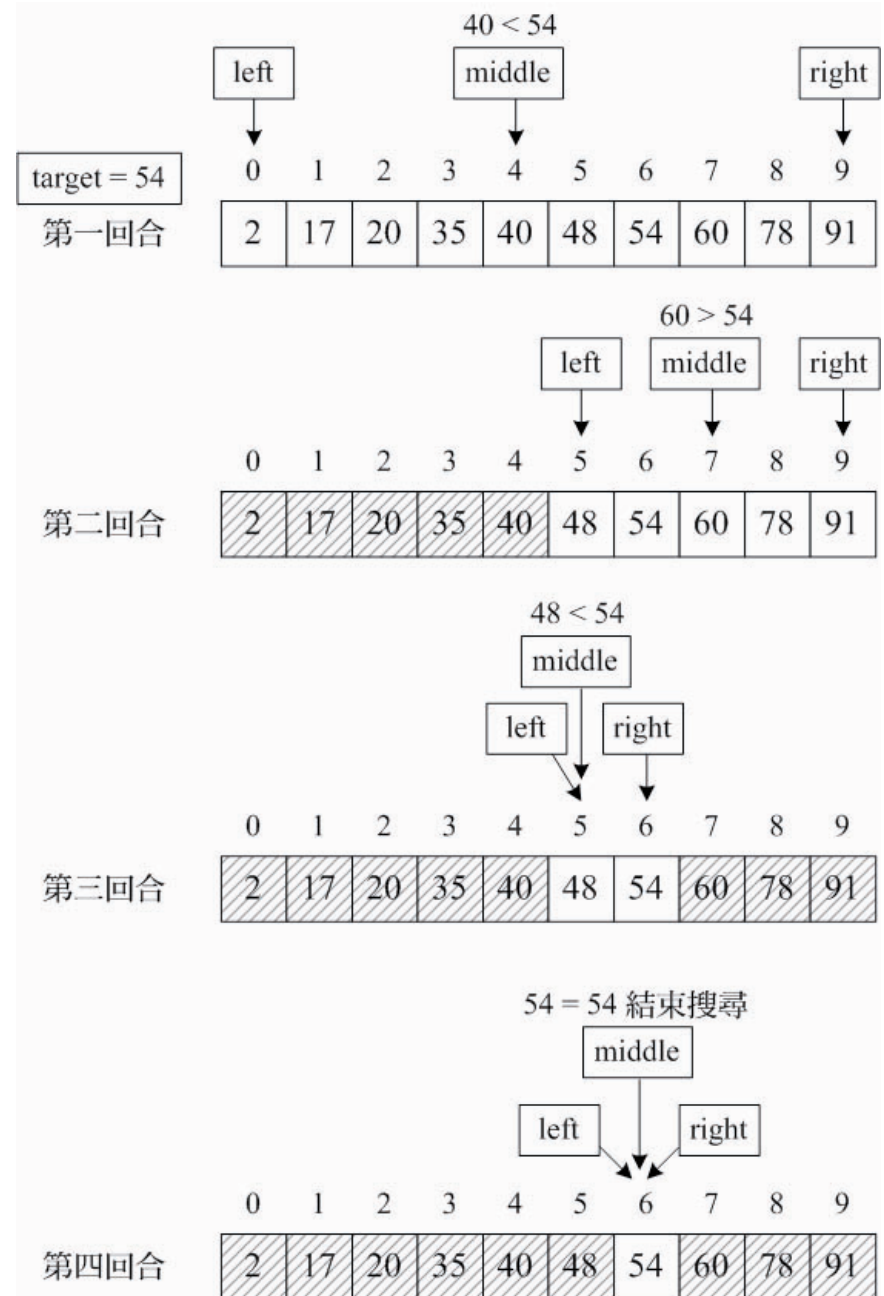 40 < 54
left middle right
target = 54
0 1 2 3 4 5 6 7 8 9
第一回合 2 17 20 35 40 48 54 60 78 91
60 > 54
left middle right
0 1 2 3 4 5 6 7 8 9
第二回合 2 17 20 35 40 48 54 60 78 91
48 < 54
middle
left right
0 1 2 3 4 5 6 7 8 9
第三回合 2 17 20 35 40 48 54 60 78 91
54 = 54 結束搜尋
middle
left right
0 1 2 3 4 5 6 7 8 9
第四回合 2 17 20 35 40 48 54 60 78 91